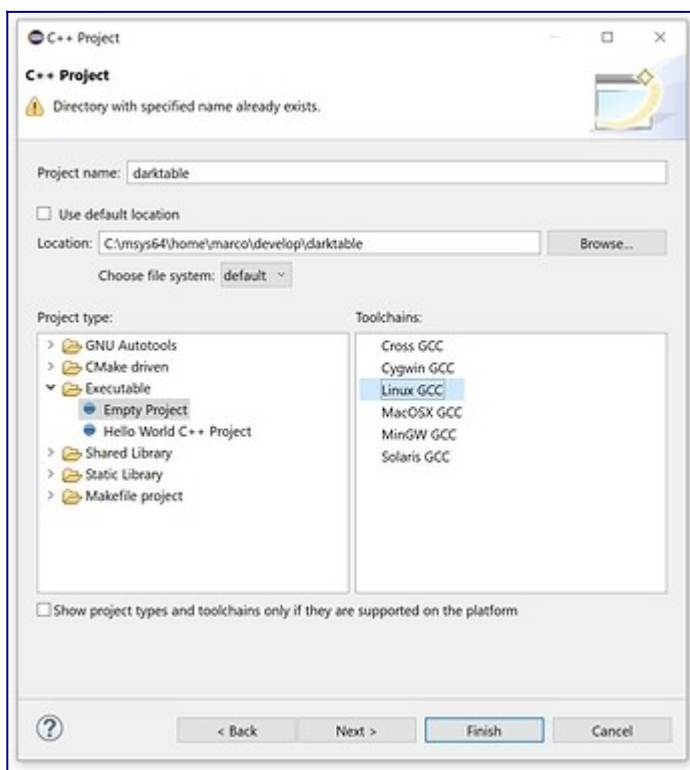 C++ Project
C++ Project
Directory with specified name already exists.
Project name: darktable
Use default location
Location: C:\msys64\home\marco\develop\darktable Browse...
Choose file system: default
Project type:
GNU Autotools
CMake driven
Executable
Empty Project
Hello World C++ Project
Shared Library
Static Library
Makefile project
Toolchains:
Cross GCC
Cygwin GCC
Linux GCC
MacOSX GCC
MinGW GCC
Solaris GCC
Show project types and toolchains only if they are supported on the platform
? < Back Next > Finish Cancel